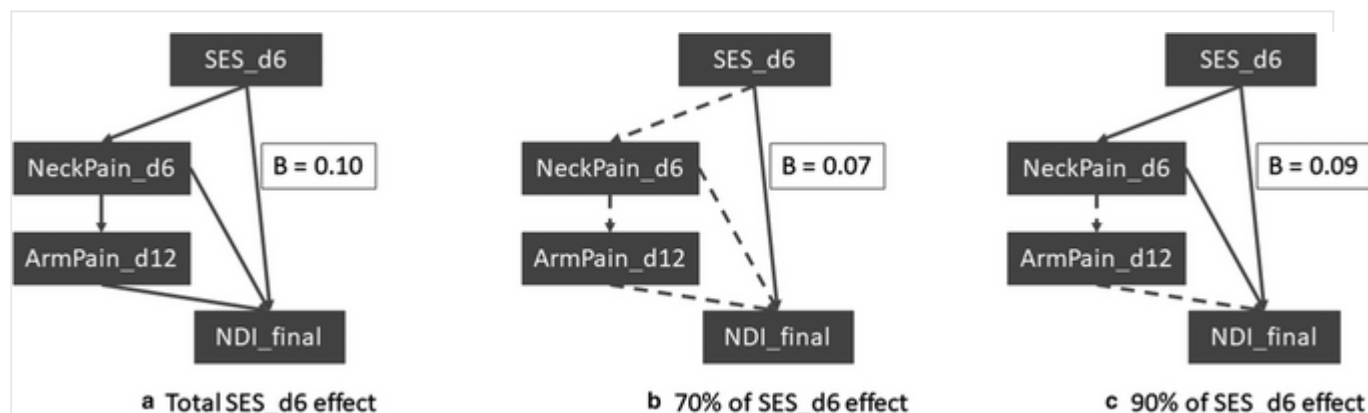 SES_d6
NeckPain_d6
B = 0.10
ArmPain_d12
NDI_final
a Total SES_d6 effect
SES_d6
NeckPain_d6
B = 0.07
ArmPain_d12
NDI_final
b 70% of SES_d6 effect
SES_d6
NeckPain_d6
B = 0.09
ArmPain_d12
NDI_final
c 90% of SES_d6 effect